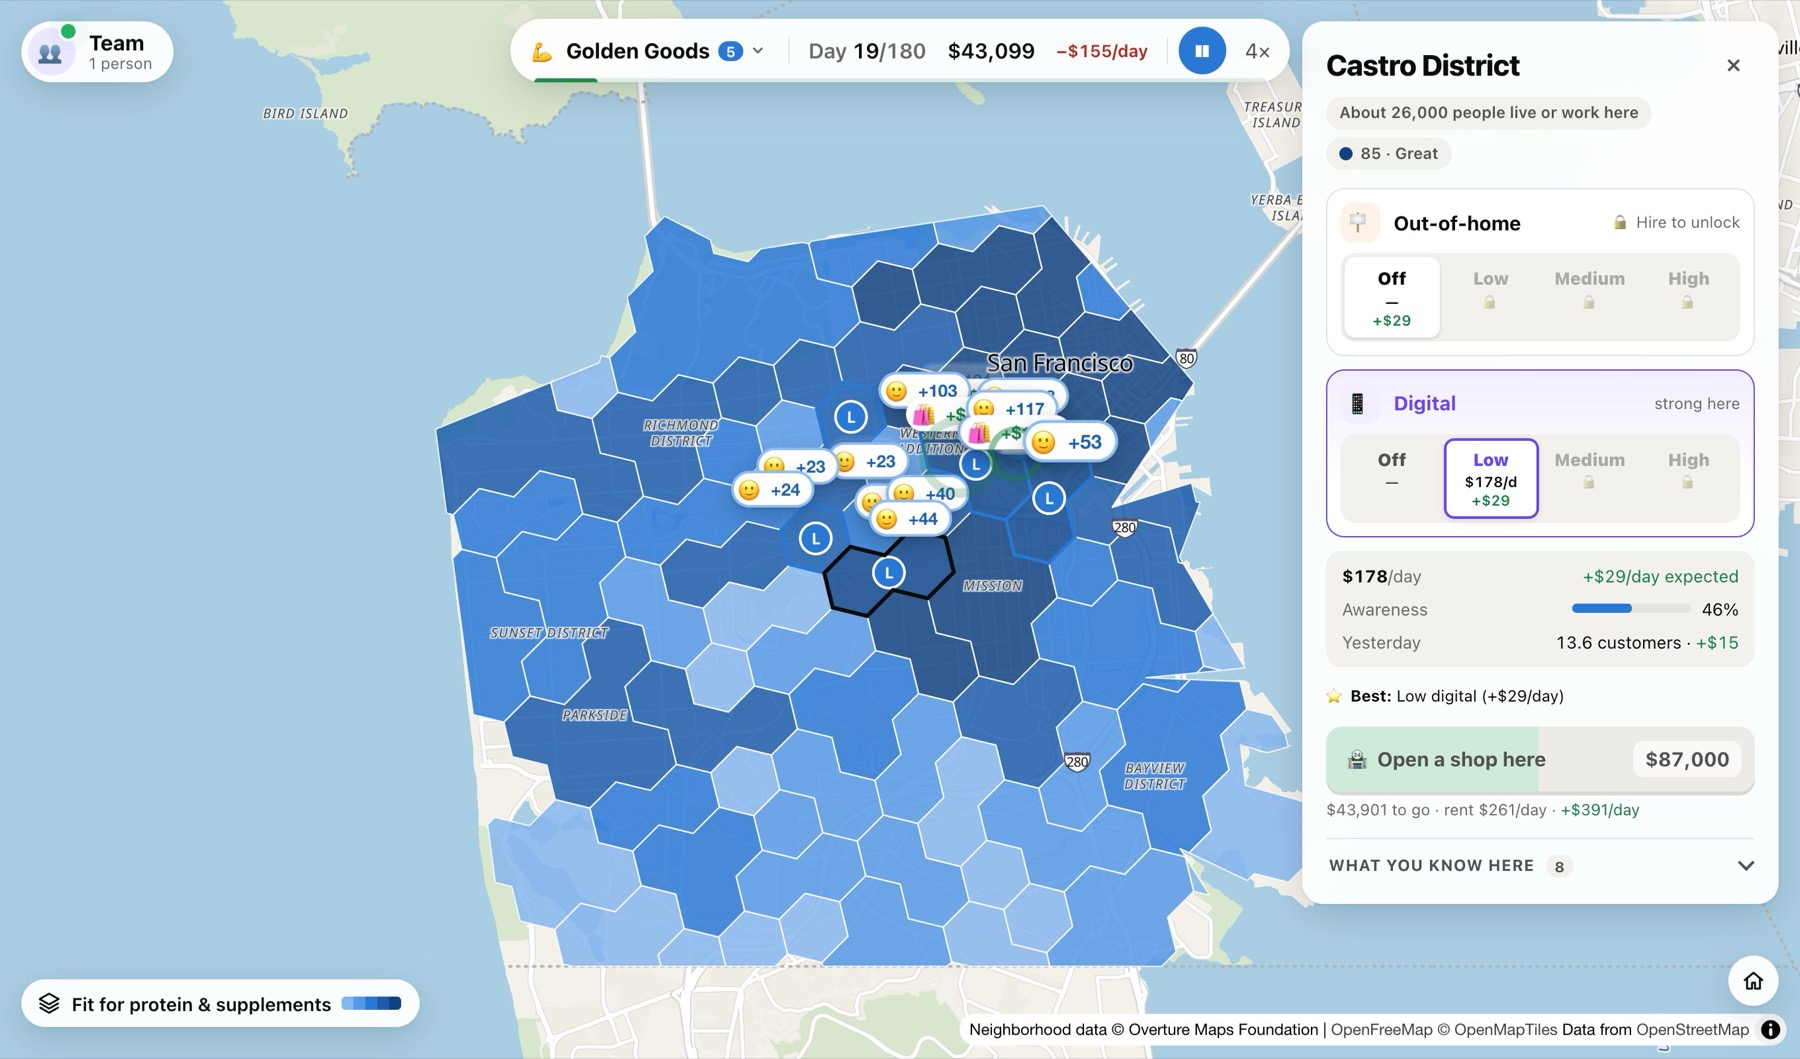 Team
1 person
Golden Goods 5
Day 19/180 $43,099 −$155/day 4×
BIRD ISLAND
TREASUR
ISLAND
YERBA B
ISLA
San Francisco
80
RICHMOND
DISTRICT
WESTERN
ADDITION
+103
+117
+$
+$
+53
+23
+23
+24
+40
+44
L
L
L
L
L
280
MISSION
SUNSET DISTRICT
PARKSIDE
280
BAYVIEW
DISTRICT
Castro District
About 26,000 people live or work here
85 · Great
Out-of-home Hire to unlock
Off Low Medium High
—
+$29
Digital strong here
Off Low Medium High
— $178/d
+$29
$178/day +$29/day expected
Awareness 46%
Yesterday 13.6 customers · +$15
Best: Low digital (+$29/day)
Open a shop here $87,000
$43,901 to go · rent $261/day · +$391/day
WHAT YOU KNOW HERE 8
Fit for protein & supplements
Neighborhood data © Overture Maps Foundation | OpenFreeMap © OpenMapTiles Data from OpenStreetMap